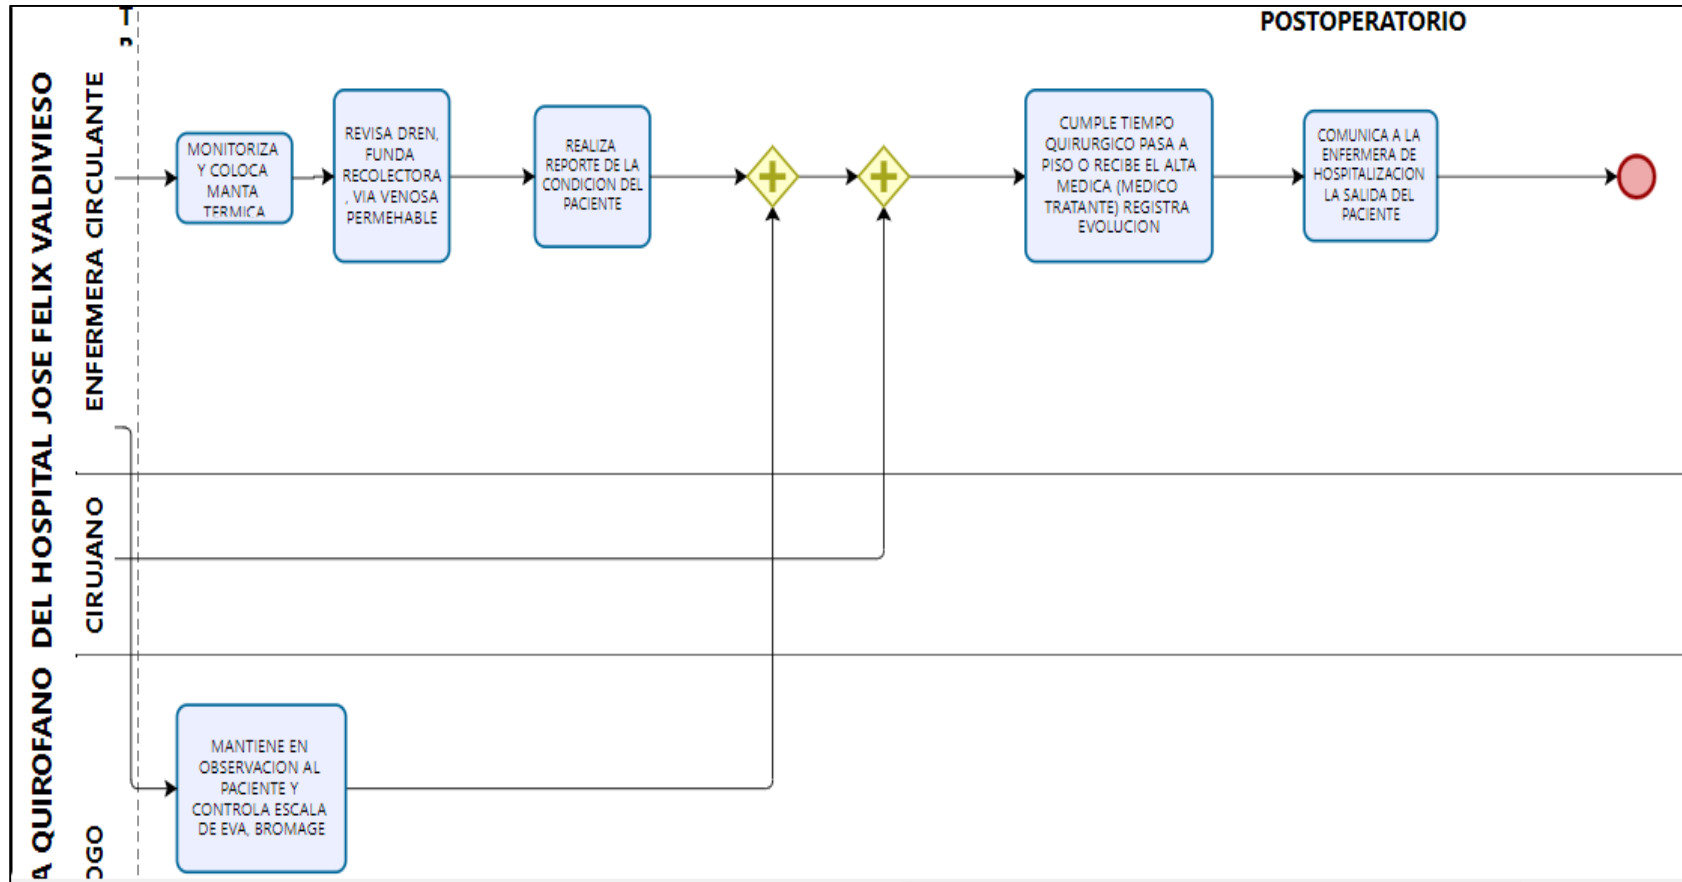 POSTOPERATORIO
A QUIROFANO DEL HOSPITAL JOSE FELIX VALDIVIESO
ENFERMERA CIRCULANTE
MONITORIZA
Y COLOCA
MANTA
TERMICA
REVISA DREN,
FUNDA
RECOLECTORA
, VIA VENOSA
PERMEHABLE
REALIZA
REPORTE DE LA
CONDICION DEL
PACIENTE
CUMPLE TIEMPO
QUIRURGICO PASA A
PISO O RECIBE EL ALTA
MEDICA (MEDICO
TRATANTE) REGISTRA
EVOLUCION
COMUNICA A LA
ENFERMERA DE
HOSPITALIZACION
LA SALIDA DEL
PACIENTE
CIRUJANO
OGO
MANTIENE EN
OBSERVACION AL
PACIENTE Y
CONTROLA ESCALA
DE EVA, BROMAGE